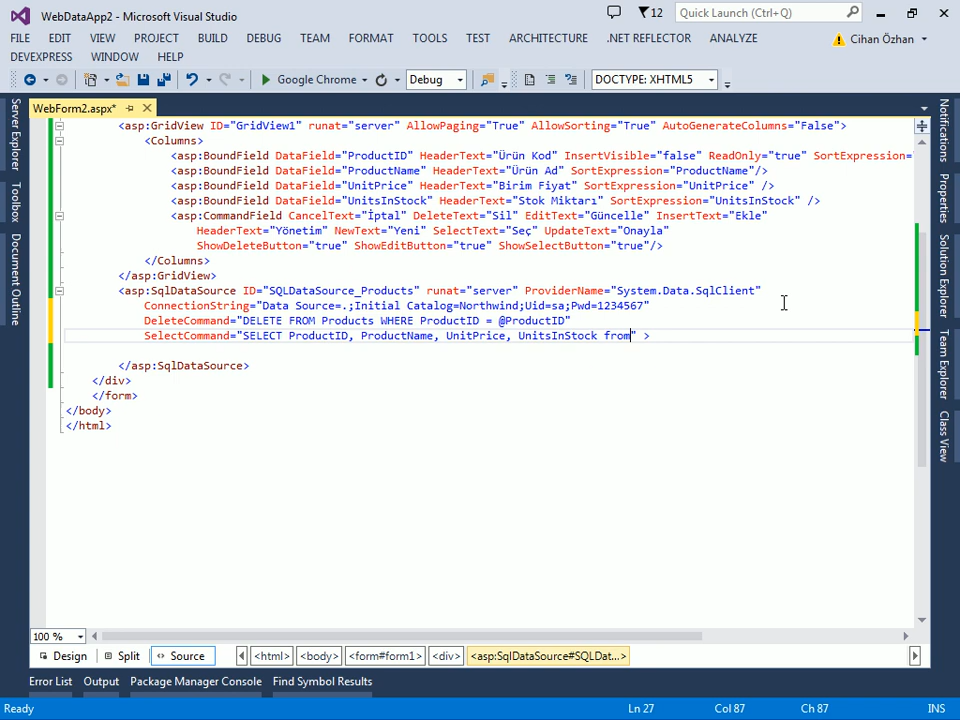 WebDataApp2 - Microsoft Visual Studio
12
Quick Launch (Ctrl+Q)
FILE EDIT VIEW PROJECT BUILD DEBUG TEAM FORMAT TOOLS TEST ARCHITECTURE .NET REFLECTOR ANALYZE
Cihan Özhan
DEVEXPRESS WINDOW HELP
Google Chrome
Debug
DOCTYPE: XHTML5
WebForm2.aspx*
Server Explorer
Toolbox
Document Outline
<asp:GridView ID="GridView1" runat="server" AllowPaging="True" AllowSorting="True" AutoGenerateColumns="False">
<Columns>
<asp:BoundField DataField="ProductID" HeaderText="Ürün Kod" InsertVisible="false" ReadOnly="true" SortExpression=
<asp:BoundField DataField="ProductName" HeaderText="Ürün Ad" SortExpression="ProductName"/>
<asp:BoundField DataField="UnitPrice" HeaderText="Birim Fiyat" SortExpression="UnitPrice" />
<asp:BoundField DataField="UnitsInStock" HeaderText="Stok Miktarı" SortExpression="UnitsInStock" />
<asp:CommandField CancelText="İptal" DeleteText="Sil" EditText="Güncelle" InsertText="Ekle"
HeaderText="Yönetim" NewText="Yeni" SelectText="Seç" UpdateText="Onayla"
ShowDeleteButton="true" ShowEditButton="true" ShowSelectButton="true"/>
</Columns>
</asp:GridView>
<asp:SqlDataSource ID="SQLDataSource_Products" runat="server" ProviderName="System.Data.SqlClient"
ConnectionString="Data Source=.;Initial Catalog=Northwind;Uid=sa;Pwd=1234567"
DeleteCommand="DELETE FROM Products WHERE ProductID = @ProductID"
SelectCommand="SELECT ProductID, ProductName, UnitPrice, UnitsInStock from" >
</asp:SqlDataSource>
</div>
</form>
</body>
</html>
Notifications
Properties
Solution Explorer
Team Explorer
Class View
100 %
Design
Split
Source
<html> <body> <form#form1> <div> <asp:SqlDataSource#SQLDat...>
Error List Output Package Manager Console Find Symbol Results
Ready
Ln 27
Col 87
Ch 87
INS